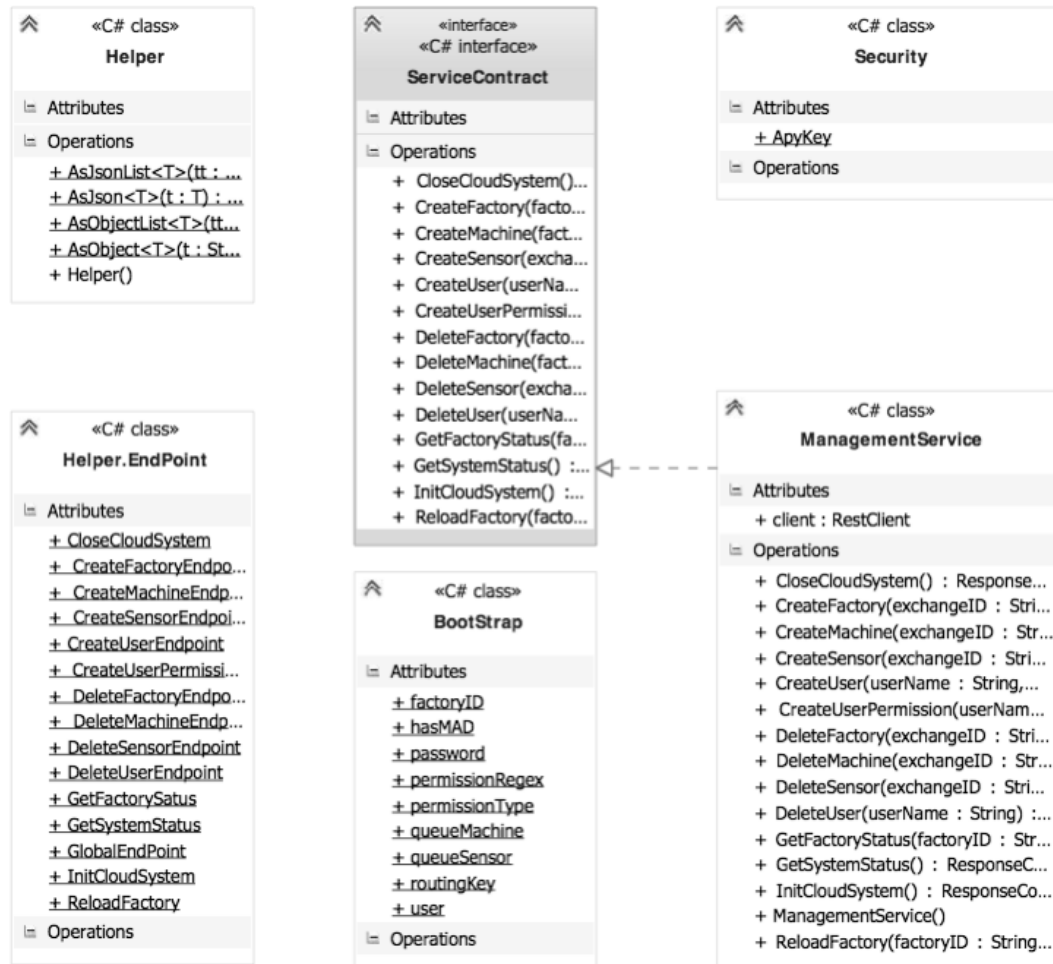 «C# class»
Helper
Attributes
Operations
+ AsJsonList<T>(tt : ...
+ AsJson<T>(t : T) : ...
+ AsObjectList<T>(tt...
+ AsObject<T>(t : St...
+ Helper()
«interface»
«C# interface»
ServiceContract
Attributes
Operations
+ CloseCloudSystem()...
+ CreateFactory(facto...
+ CreateMachine(fact...
+ CreateSensor(excha...
+ CreateUser(userNa...
+ CreateUserPermissi...
+ DeleteFactory(facto...
+ DeleteMachine(fact...
+ DeleteSensor(excha...
+ DeleteUser(userNa...
+ GetFactoryStatus(fa...
+ GetSystemStatus() :...
+ InitCloudSystem() :...
+ ReloadFactory(facto...
«C# class»
Security
Attributes
+ ApyKey
Operations
«C# class»
Helper.EndPoint
Attributes
+ CloseCloudSystem
+ CreateFactoryEndpo...
+ CreateMachineEndp...
+ CreateSensorEndpoi...
+ CreateUserEndpoint
+ CreateUserPermissi...
+ DeleteFactoryEndpo...
+ DeleteMachineEndp...
+ DeleteSensorEndpoint
+ DeleteUserEndpoint
+ GetFactorySatus
+ GetSystemStatus
+ GlobalEndPoint
+ InitCloudSystem
+ ReloadFactory
Operations
«C# class»
BootStrap
Attributes
+ factoryID
+ hasMAD
+ password
+ permissionRegex
+ permissionType
+ queueMachine
+ queueSensor
+ routingKey
+ user
Operations
«C# class»
ManagementService
Attributes
+ client : RestClient
Operations
+ CloseCloudSystem() : Response...
+ CreateFactory(exchangeID : Stri...
+ CreateMachine(exchangeID : Str...
+ CreateSensor(exchangeID : Stri...
+ CreateUser(userName : String,...
+ CreateUserPermission(userNam...
+ DeleteFactory(exchangeID : Stri...
+ DeleteMachine(exchangeID : Str...
+ DeleteSensor(exchangeID : Stri...
+ DeleteUser(userName : String) :...
+ GetFactoryStatus(factoryID : Str...
+ GetSystemStatus() : ResponseC...
+ InitCloudSystem() : ResponseCo...
+ ManagementService()
+ ReloadFactory(factoryID : String...